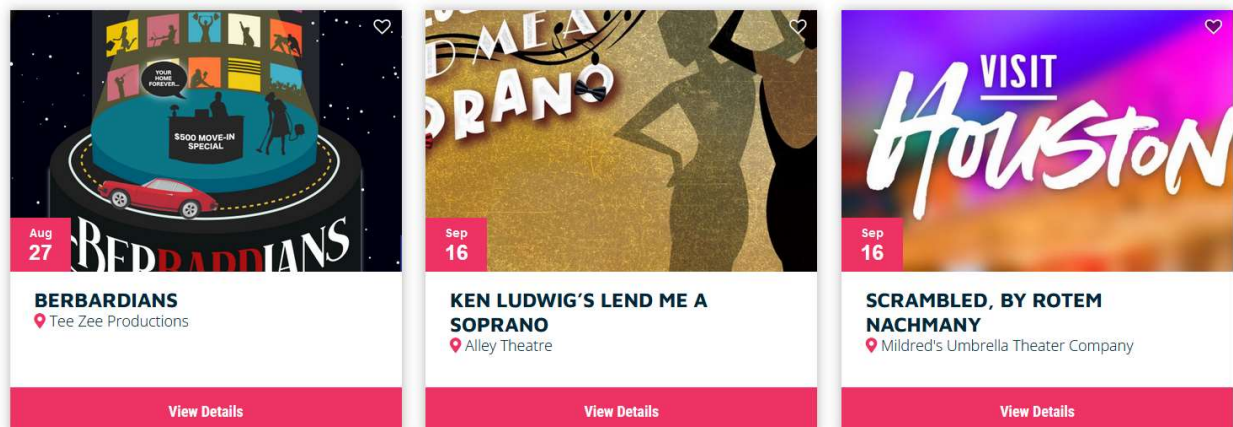 YOUR
HOME
FOREVER...
$500 MOVE-IN
SPECIAL
BERBARDIANS
Aug
27
BERBARDIANS
Tee Zee Productions
View Details
D ME A
PRANO
Sep
16
KEN LUDWIG'S LEND ME A
SOPRANO
Alley Theatre
View Details
VISIT
HOUSTON
Sep
16
SCRAMBLED, BY ROTEM
NACHMANY
Mildred's Umbrella Theater Company
View Details